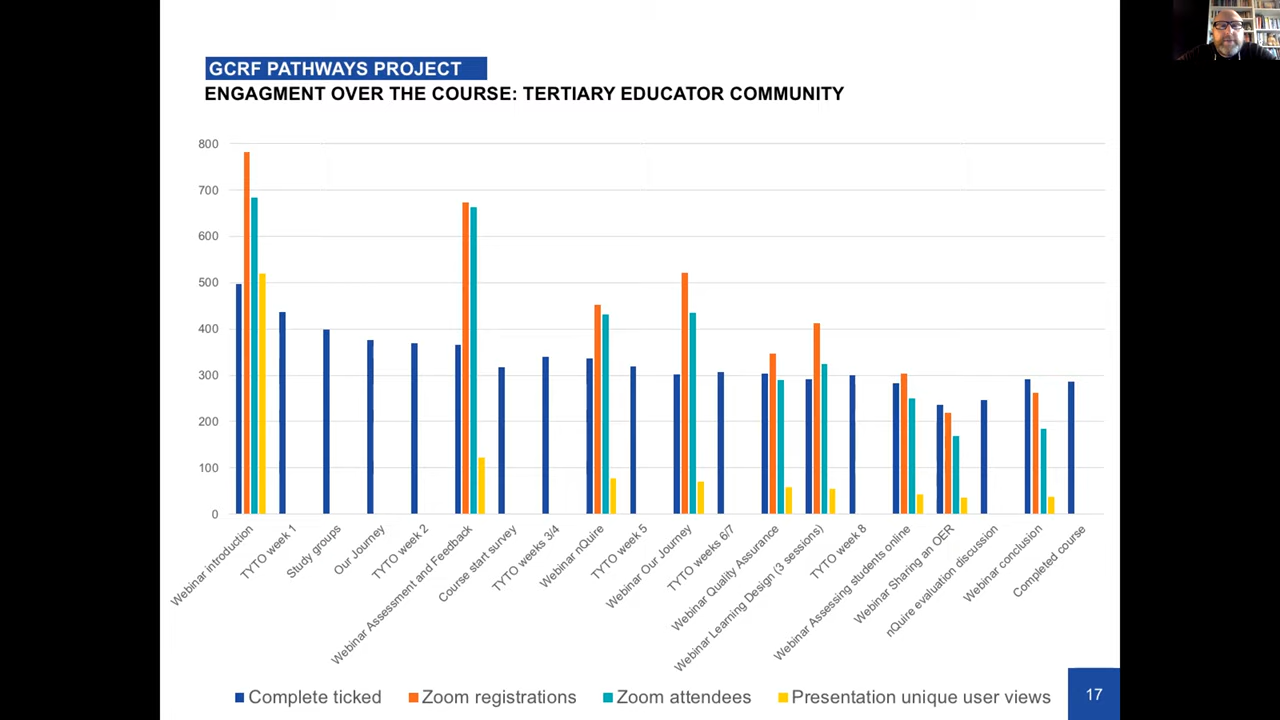 GCRF PATHWAYS PROJECT
ENGAGMENT OVER THE COURSE: TERTIARY EDUCATOR COMMUNITY
800
700
600
500
400
300
200
100
0
Webinar introduction
TYTO week 1
Study groups
Our Journey
TYTO week 2
Webinar Assessment and Feedback
Course start survey
TYTO weeks 3/4
Webinar nQuire
TYTO week 5
Webinar Our Journey
TYTO weeks 6/7
Webinar Quality Assurance
Webinar Learning Design (3 sessions)
TYTO week 8
Webinar Assessing students online
Webinar Sharing an OER
nQuire evaluation discussion
Webinar conclusion
Completed course
Complete ticked
Zoom registrations
Zoom attendees
Presentation unique user views
17